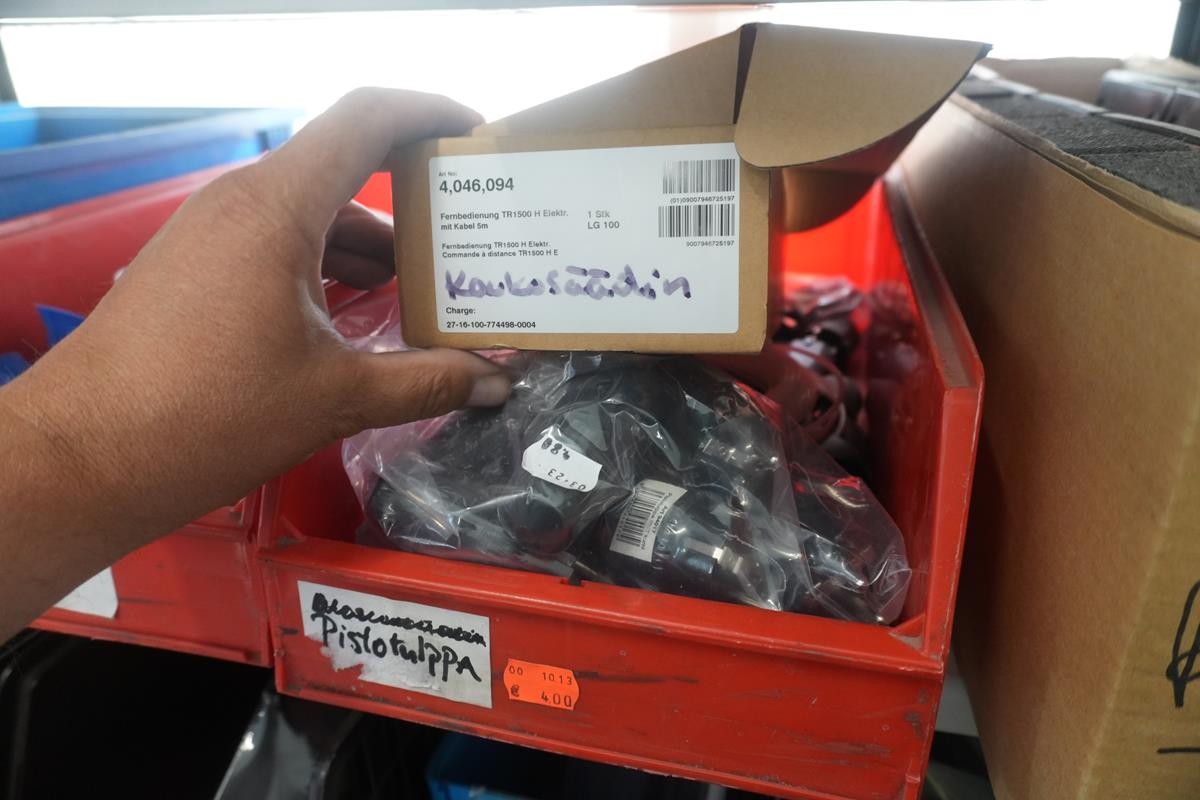 Art No:
4,046,094
(01)09007946725197
Fernbedienung TR1500 H Elektr.
mit Kabel 5m
1 Stk
LG 100
9007946725197
Fernbedienung TR1500 H Elektr.
Commande à distance TR1500 H E
Kaukosäädin
Charge:
27-16-100-774498-0004
03-23
PistotulppA
00 10.13
€ 4.00